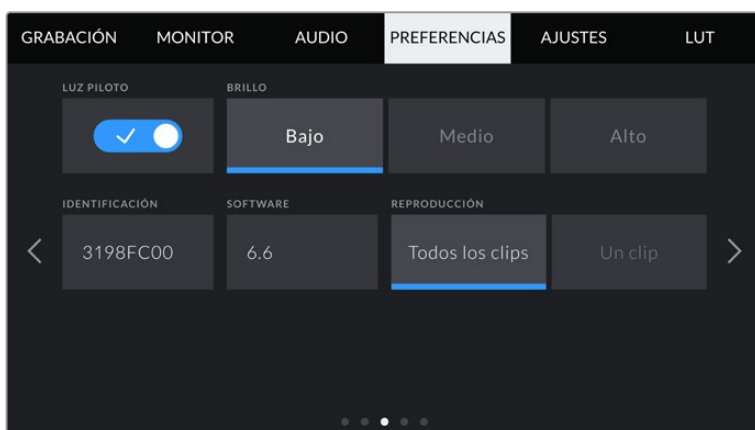 GRABACIÓN MONITOR AUDIO PREFERENCIAS AJUSTES LUT
LUZ PILOTO BRILLO
Bajo Medio Alto
IDENTIFICACIÓN SOFTWARE REPRODUCCIÓN
3198FC00 6.6 Todos los clips Un clip